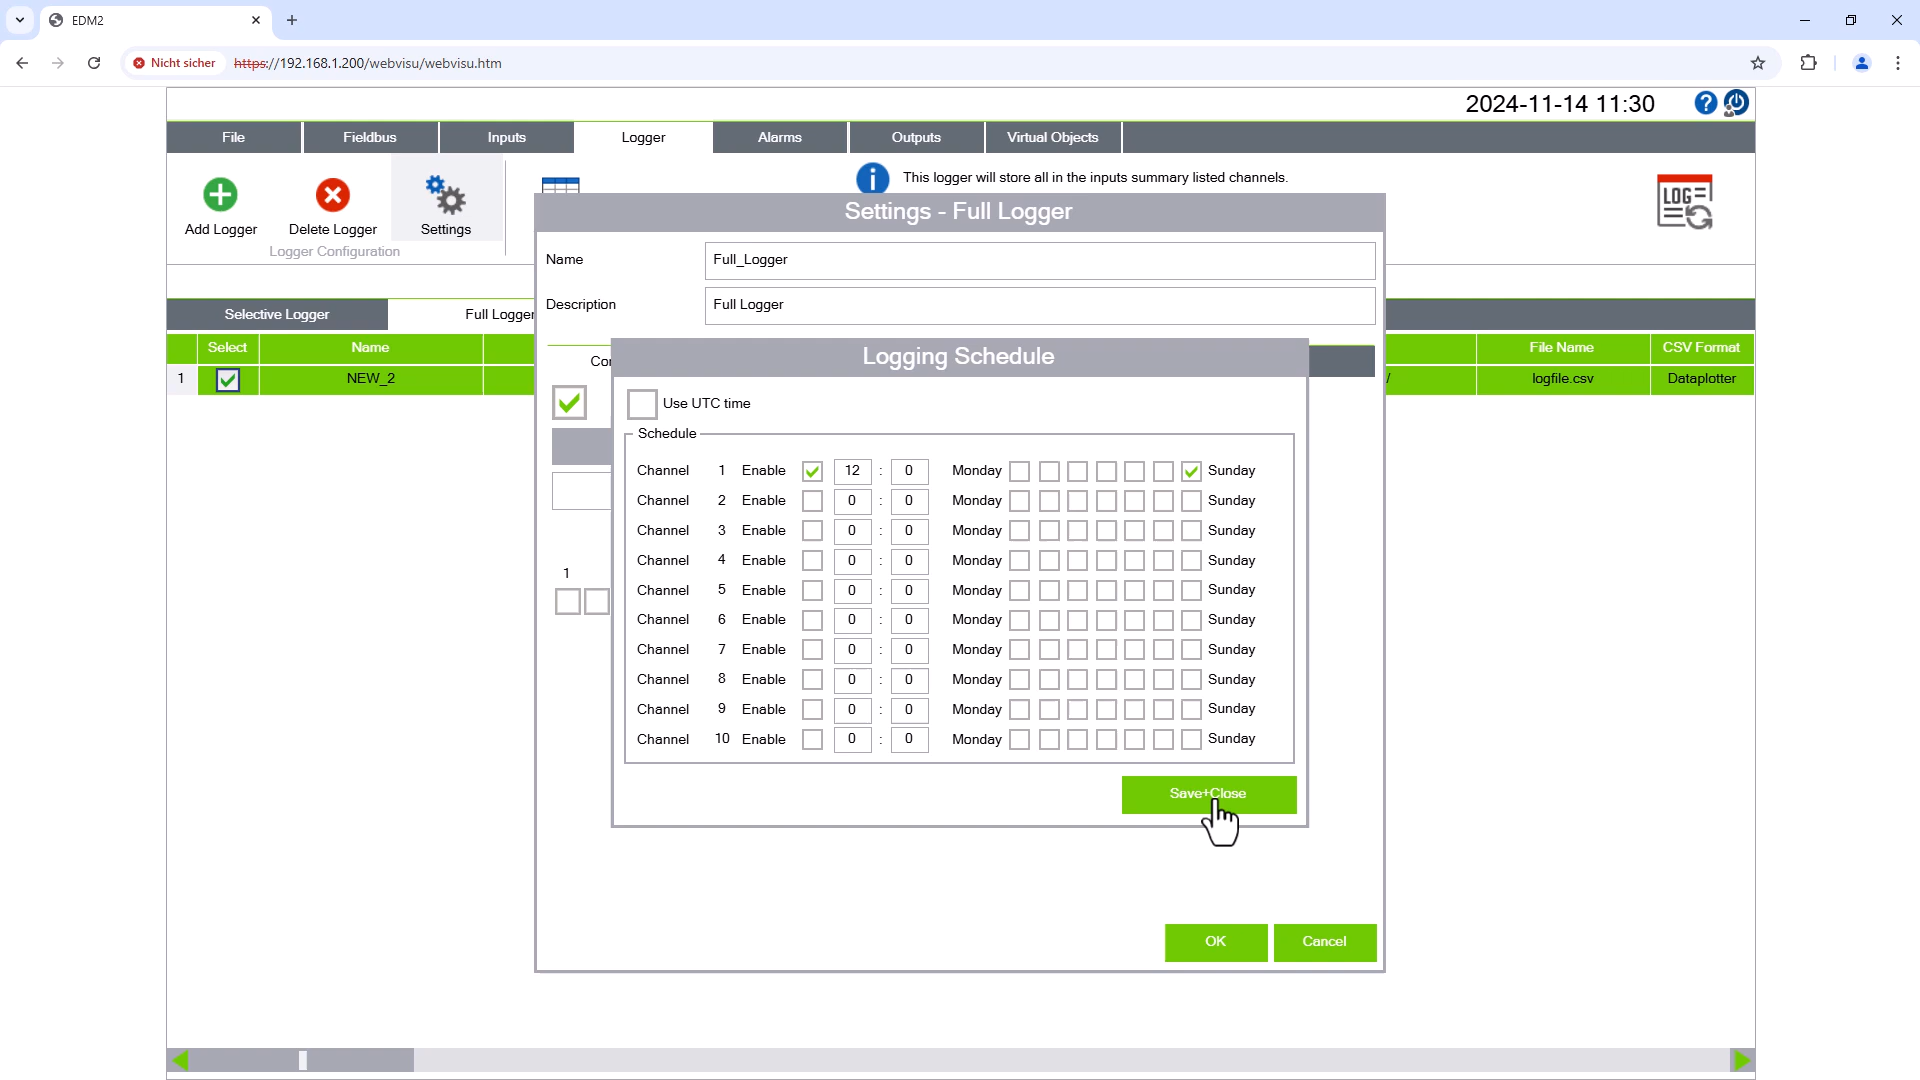 EDM2
Nicht sicher https://192.168.1.200/webvisu/webvisu.htm
2024-11-14 11:30
File Fieldbus Inputs Logger Alarms Outputs Virtual Objects
This logger will store all in the inputs summary listed channels.
LOG
Add Logger Delete Logger Settings
Logger Configuration
Settings - Full Logger
Name Full_Logger
Description Full Logger
Selective Logger Full Logger
Select Name File Name CSV Format
1 NEW_2 / logfile.csv Dataplotter
Logging Schedule
Use UTC time
Schedule
Channel 1 Enable 12 : 0 Monday Sunday
Channel 2 Enable 0 : 0 Monday Sunday
Channel 3 Enable 0 : 0 Monday Sunday
Channel 4 Enable 0 : 0 Monday Sunday
Channel 5 Enable 0 : 0 Monday Sunday
Channel 6 Enable 0 : 0 Monday Sunday
Channel 7 Enable 0 : 0 Monday Sunday
Channel 8 Enable 0 : 0 Monday Sunday
Channel 9 Enable 0 : 0 Monday Sunday
Channel 10 Enable 0 : 0 Monday Sunday
1
Save+Close
OK Cancel